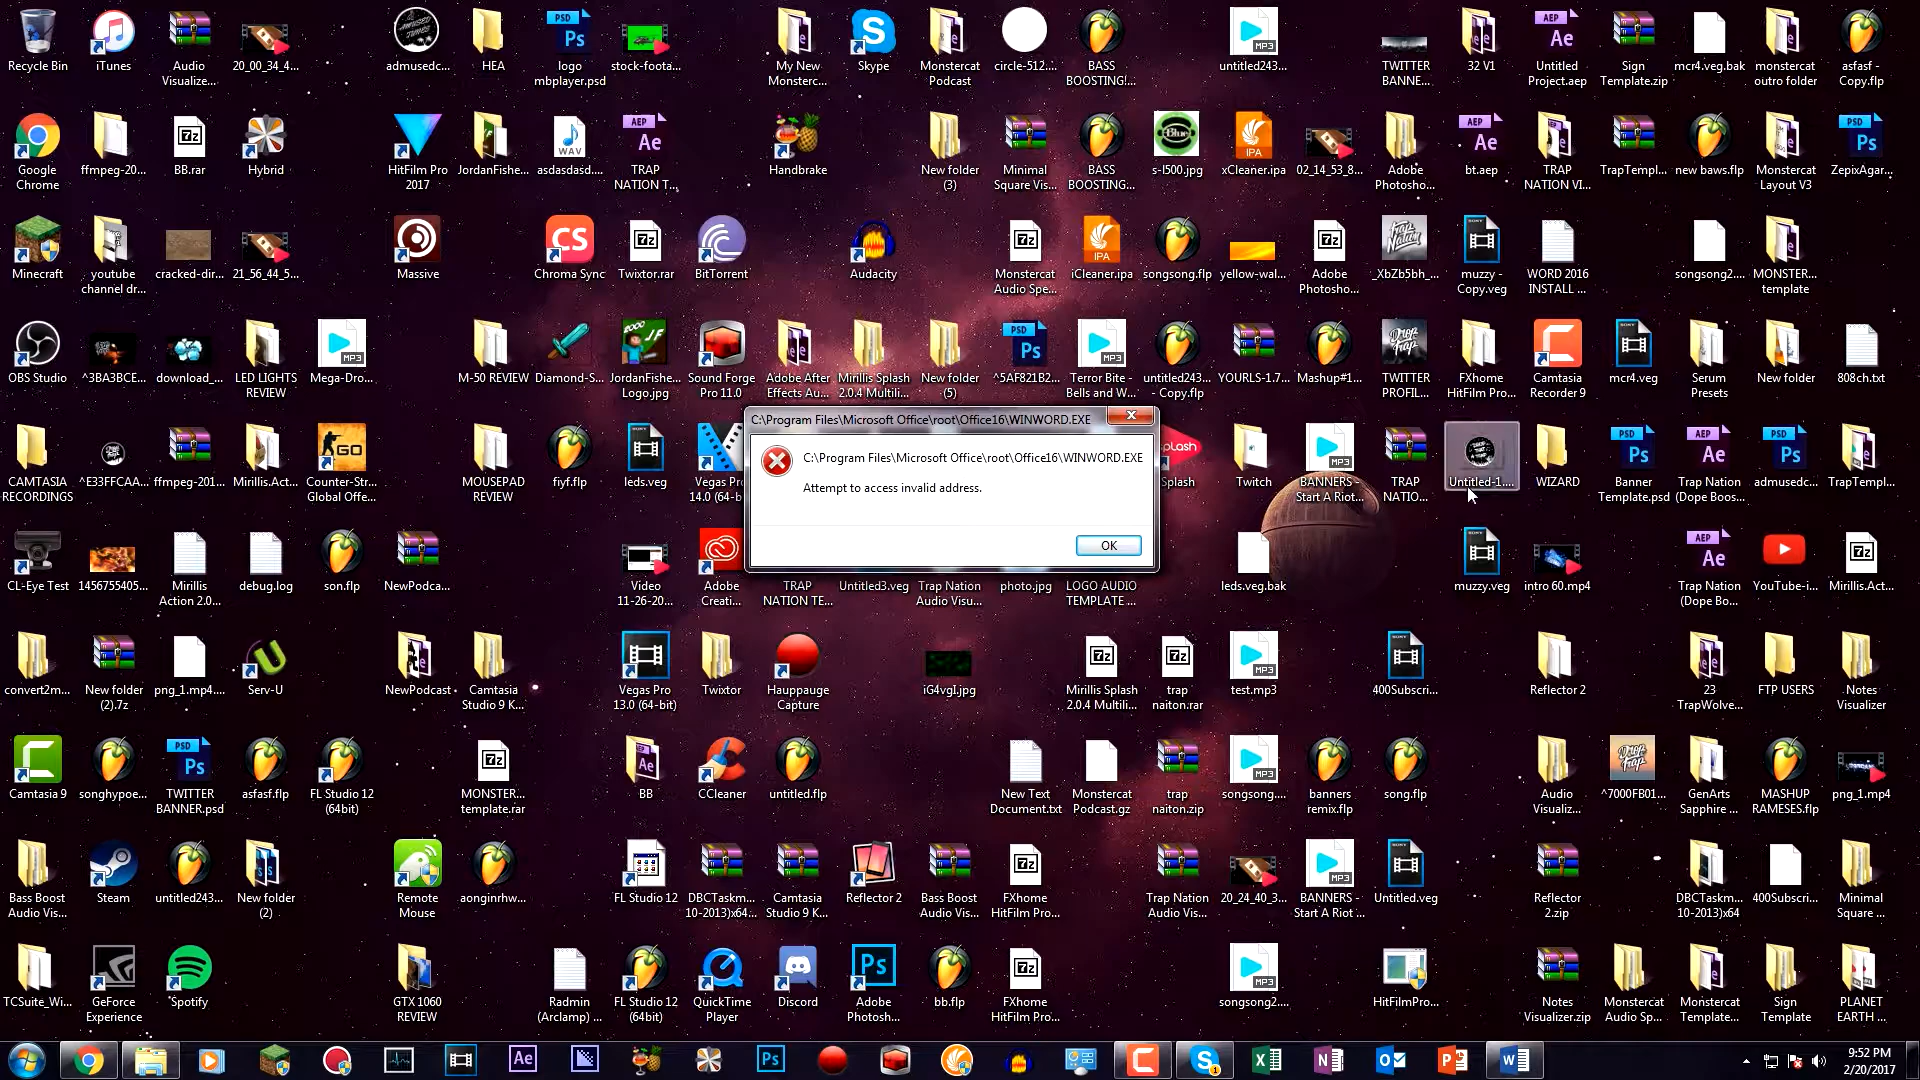 Recycle Bin
iTunes
Audio
Visualize...
20_00_34_4...
admusedc...
HEA
logo
mbplayer.psd
stock-foota...
My New
Monsterc...
Skype
Monstercat
Podcast
circle-512....
BASS
BOOSTING!...
untitled243...
TWITTER
BANNE...
32 V1
Untitled
Project.aep
Sign
Template.zip
mcr4.veg.bak
monstercat
outro folder
asfasf -
Copy.flp
Google
Chrome
ffmpeg-20...
BB.rar
Hybrid
HitFilm Pro
2017
JordanFishe...
asdasdasd....
TRAP
NATION T...
Handbrake
New folder
(3)
Minimal
Square Vis...
BASS
BOOSTING...
s-l500.jpg
xCleaner.ipa
02_14_53_8...
Adobe
Photosho...
bt.aep
TRAP
NATION VI...
TrapTempl...
new baws.flp
Monstercat
Layout V3
ZepixAgar...
Minecraft
youtube
channel dr...
cracked-dir...
21_56_44_5...
Massive
Chroma Sync
Twixtor.rar
BitTorrent
Audacity
Monstercat
Audio Spe...
iCleaner.ipa
songsong.flp
yellow-wal...
Adobe
Photosho...
_XbZb5bh_...
muzzy -
Copy.veg
WORD 2016
INSTALL ...
songsong2....
MONSTER...
template
OBS Studio
^3BA3BCE...
download_...
LED LIGHTS
REVIEW
Mega-Dro...
M-50 REVIEW
Diamond-S...
JordanFishe...
Logo.jpg
Sound Forge
Pro 11.0
Adobe After
Effects Au...
Mirillis Splash
2.0.4 Multili...
New folder
(5)
^5AF821B2...
Terror Bite -
Bells and W...
untitled243...
- Copy.flp
YOURLS-1.7...
Mashup#1...
TWITTER
PROFIL...
FXhome
HitFilm Pro...
Camtasia
Recorder 9
mcr4.veg
Serum
Presets
New folder
808ch.txt
C:\Program Files\Microsoft Office\root\Office16\WINWORD.EXE
C:\Program Files\Microsoft Office\root\Office16\WINWORD.EXE
Attempt to access invalid address.
OK
CAMTASIA
RECORDINGS
^E33FFCAA...
ffmpeg-201...
Mirillis.Act...
Counter-Str...
Global Offe...
MOUSEPAD
REVIEW
fiyf.flp
leds.veg
Vegas Pro
14.0 (64-b
Splash
Twitch
BANNERS -
Start A Riot...
TRAP
NATIO...
Untitled-1....
WIZARD
Banner
Template.psd
Trap Nation
(Dope Boos...
admusedc...
TrapTempl...
CL-Eye Test
1456755405...
Mirillis
Action 2.0...
debug.log
son.flp
NewPodca...
Video
11-26-20...
Adobe
Creati...
TRAP
NATION TE...
Untitled3.veg
Trap Nation
Audio Visu...
photo.jpg
LOGO AUDIO
TEMPLATE ...
leds.veg.bak
muzzy.veg
intro 60.mp4
Trap Nation
(Dope Bo...
YouTube-i...
Mirillis.Act...
convert2m...
New folder
(2).7z
png_1.mp4....
Serv-U
NewPodcast
Camtasia
Studio 9 K...
Vegas Pro
13.0 (64-bit)
Twixtor
Hauppauge
Capture
iG4vgI.jpg
Mirillis Splash
2.0.4 Multili...
trap
naiton.rar
test.mp3
400Subscri...
Reflector 2
23
TrapWolve...
FTP USERS
Notes
Visualizer
Camtasia 9
songhypoe...
TWITTER
BANNER.psd
asfasf.flp
FL Studio 12
(64bit)
MONSTER...
template.rar
BB
CCleaner
untitled.flp
New Text
Document.txt
Monstercat
Podcast.gz
trap
naiton.zip
songsong....
banners
remix.flp
song.flp
Audio
Visualiz...
^7000FB01...
GenArts
Sapphire ...
MASHUP
RAMESES.flp
png_1.mp4
Bass Boost
Audio Vis...
Steam
untitled243...
New folder
(2)
Remote
Mouse
aonginrhw...
FL Studio 12
DBCTaskm...
10-2013)x64:...
Camtasia
Studio 9 K...
Reflector 2
Bass Boost
Audio Vis...
FXhome
HitFilm Pro...
Trap Nation
Audio Vis...
20_24_40_3...
BANNERS -
Start A Riot ...
Untitled.veg
Reflector
2.zip
DBCTaskm...
10-2013)x64
400Subscri...
Minimal
Square ...
TCSuite_Wi...
GeForce
Experience
Spotify
GTX 1060
REVIEW
Radmin
(Arclamp) ...
FL Studio 12
(64bit)
QuickTime
Player
Discord
Adobe
Photosh...
bb.flp
FXhome
HitFilm Pro...
songsong2....
HitFilmPro...
Notes
Visualizer.zip
Monstercat
Audio Sp...
Monstercat
Template...
Sign
Template
PLANET
EARTH ...
9:52 PM
2/20/2017